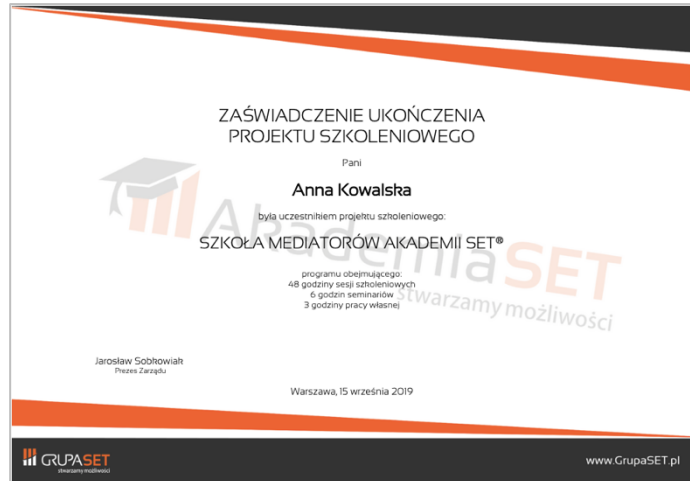 ZAŚWIADCZENIE UKOŃCZENIA
PROJEKTU SZKOLENIOWEGO
Pani
Anna Kowalska
była uczestnikiem projektu szkoleniowego:
SZKOŁA MEDIATORÓW AKADEMII SET®
AkademiaSET
stwarzamy możliwości
programu obejmującego:
48 godziny sesji szkoleniowych
6 godzin seminariów
3 godziny pracy własnej
Jarosław Sobkowiak
Prezes Zarządu
Warszawa, 15 września 2019
GRUPASET
stwarzamy możliwości
www.GrupaSET.pl